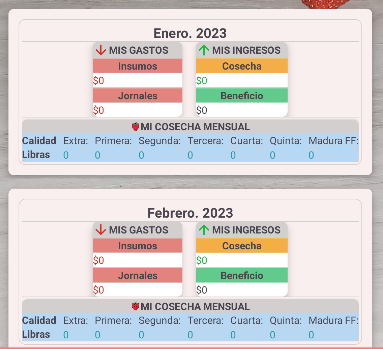 Enero. 2023
MIS GASTOS MIS INGRESOS
Insumos Cosecha
$0 $0
Jornales Beneficio
$0 $0
MI COSECHA MENSUAL
Calidad Extra: Primera: Segunda: Tercera: Cuarta: Quinta: Madura FF:
Libras 0 0 0 0 0 0 0
Febrero. 2023
MIS GASTOS MIS INGRESOS
Insumos Cosecha
$0 $0
Jornales Beneficio
$0 $0
MI COSECHA MENSUAL
Calidad Extra: Primera: Segunda: Tercera: Cuarta: Quinta: Madura FF:
Libras 0 0 0 0 0 0 0